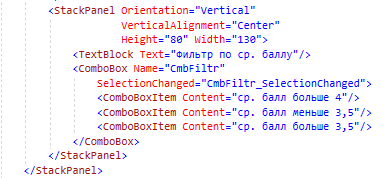 <StackPanel Orientation="Vertical"
VerticalAlignment="Center"
Height="80" Width="130">
<TextBlock Text="Фильтр по ср. баллу"/>
<ComboBox Name="CmbFiltr"
SelectionChanged="CmbFiltr_SelectionChanged">
<ComboBoxItem Content="ср. балл больше 4"/>
<ComboBoxItem Content="ср. балл меньше 3,5"/>
<ComboBoxItem Content="ср. балл больше 3,5"/>
</ComboBox>
</StackPanel>
</StackPanel>